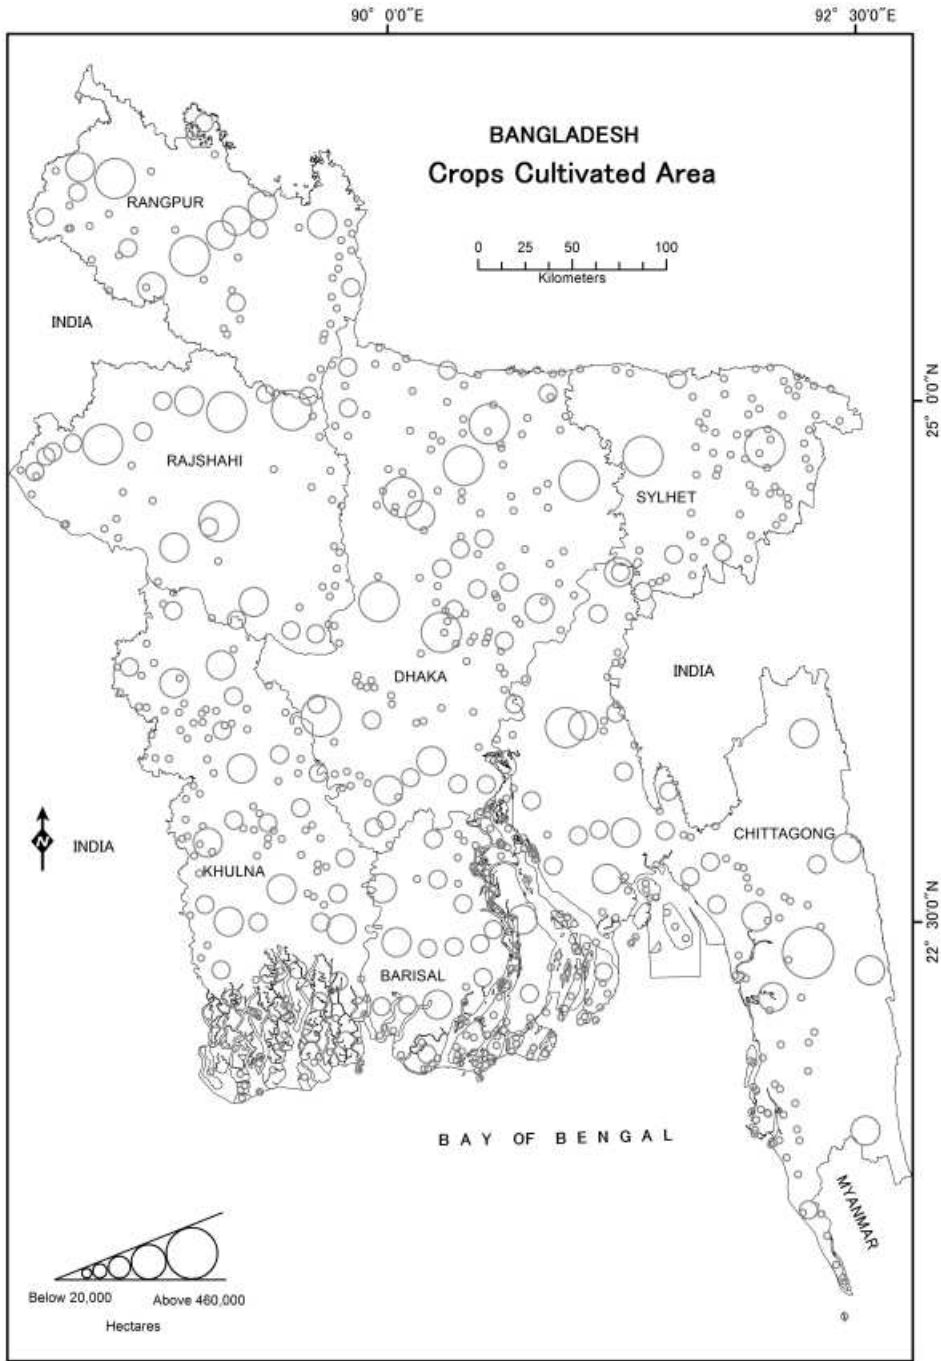 90° 0'0"E
92° 30'0"E
BANGLADESH
Crops Cultivated Area
RANGPUR
0 25 50 100
Kilometers
INDIA
25° 0'0"N
RAJSHAHI
SYLHET
DHAKA
INDIA
N
INDIA
CHITTAGONG
KHULNA
22° 30'0"N
BARISAL
BAY OF BENGAL
MYANMAR
Below 20,000 Above 460,000
Hectares